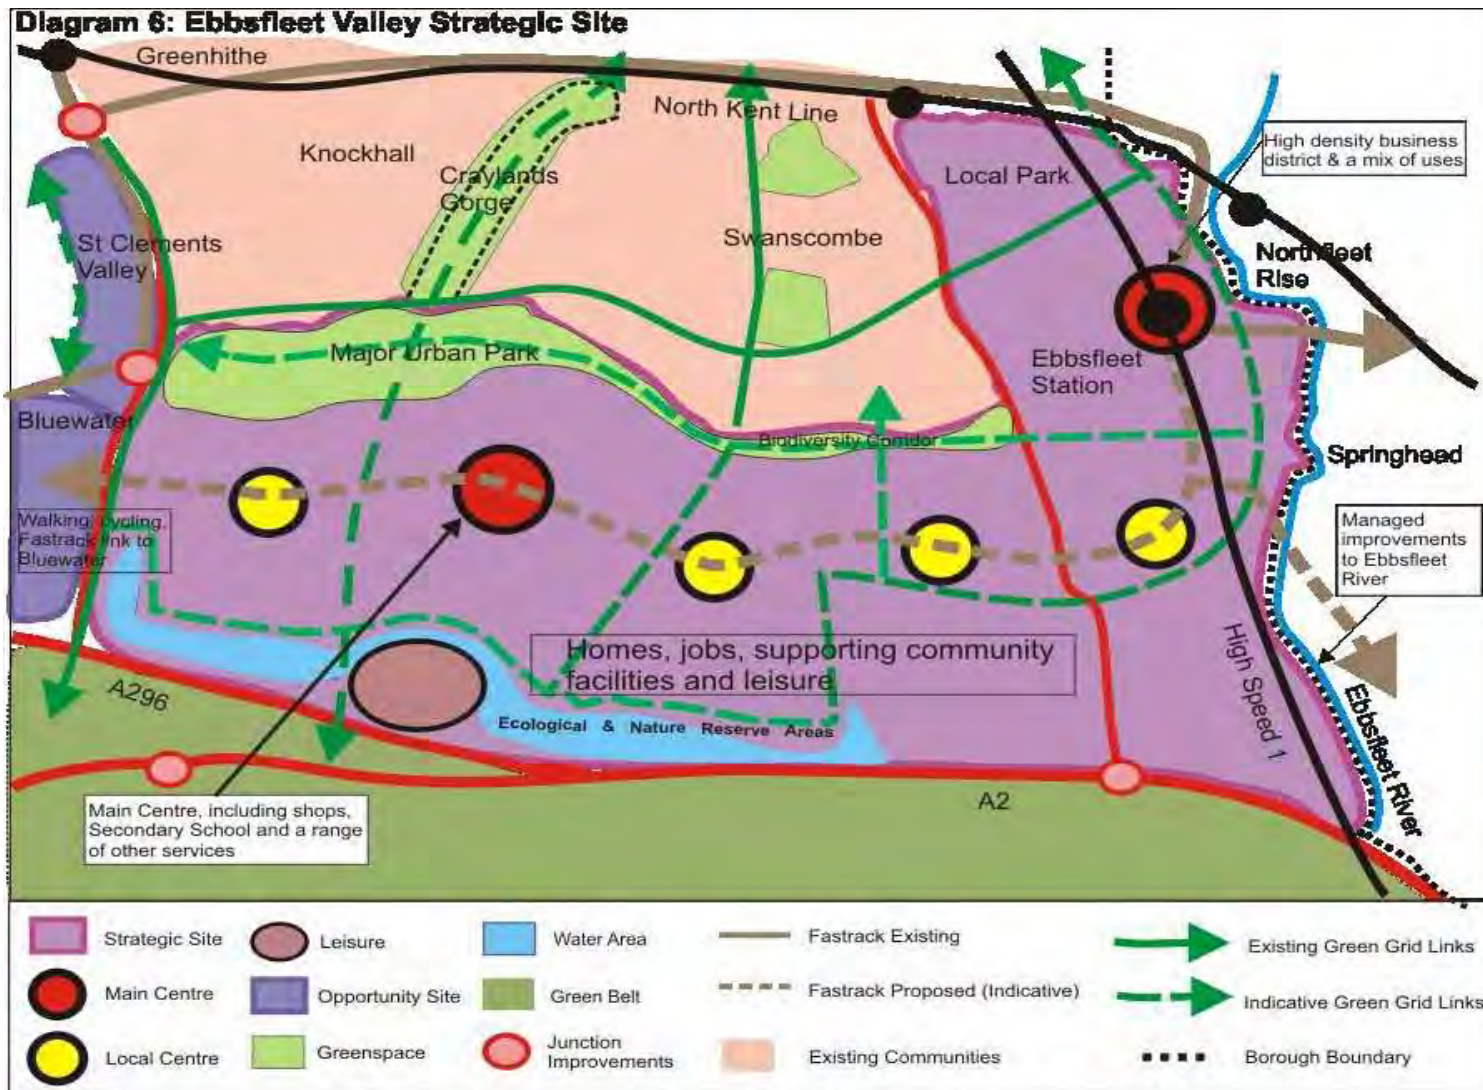 Diagram 6: Ebbsfleet Valley Strategic Site
Greenhithe
North Kent Line
High density business
district & a mix of uses
Knockhall
Craylands
Gorge
Local Park
St Clements
Valley
Swanscombe
Northfleet
Rise
Major Urban Park
Ebbsfleet
Station
Bluewater
Biodiversity Corridor
Springhead
Walking, cycling,
Fastrack link to
Bluewater
Managed
improvements
to Ebbsfleet
River
Homes, jobs, supporting community
facilities and leisure
High Speed 1
A296
Ecological & Nature Reserve Areas
Ebbsfleet River
Main Centre, including shops,
Secondary School and a range
of other services
A2
Strategic Site
Leisure
Water Area
Fastrack Existing
Existing Green Grid Links
Main Centre
Opportunity Site
Green Belt
Fastrack Proposed (Indicative)
Indicative Green Grid Links
Local Centre
Greenspace
Junction
Improvements
Existing Communities
Borough Boundary